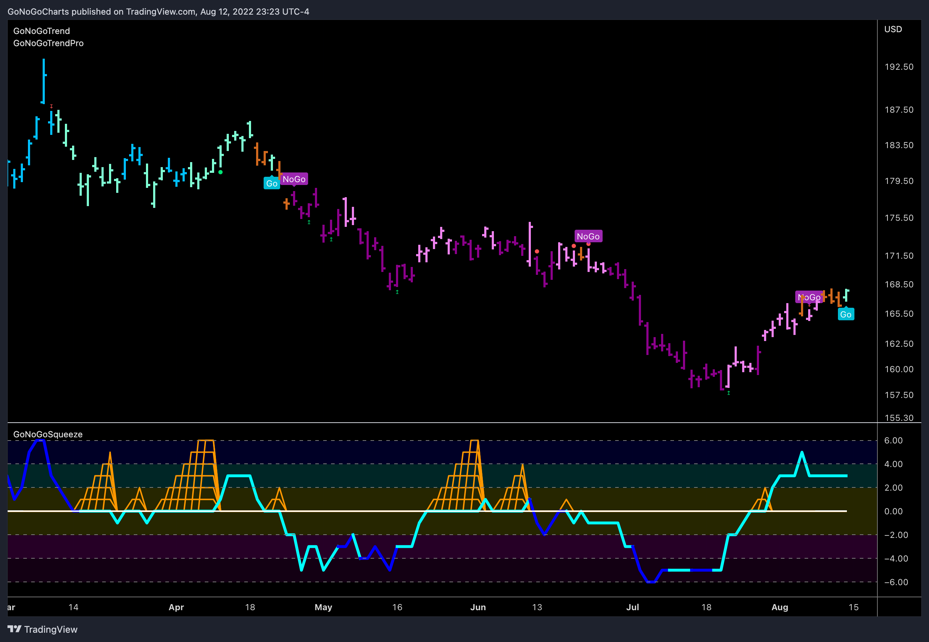 GoNoGoCharts published on TradingView.com, Aug 12, 2022 23:23 UTC-4
GoNoGoTrend
GoNoGoTrendPro
USD
192.50
187.50
183.50
179.50
175.50
171.50
168.50
165.50
162.50
160.00
157.50
155.30
Go
NoGo
NoGo
NoGo
Go
GoNoGoSqueeze
6.00
4.00
2.00
0.00
−2.00
−4.00
−6.00
ar 14 Apr 18 May 16 Jun 13 Jul 18 Aug 15
TradingView